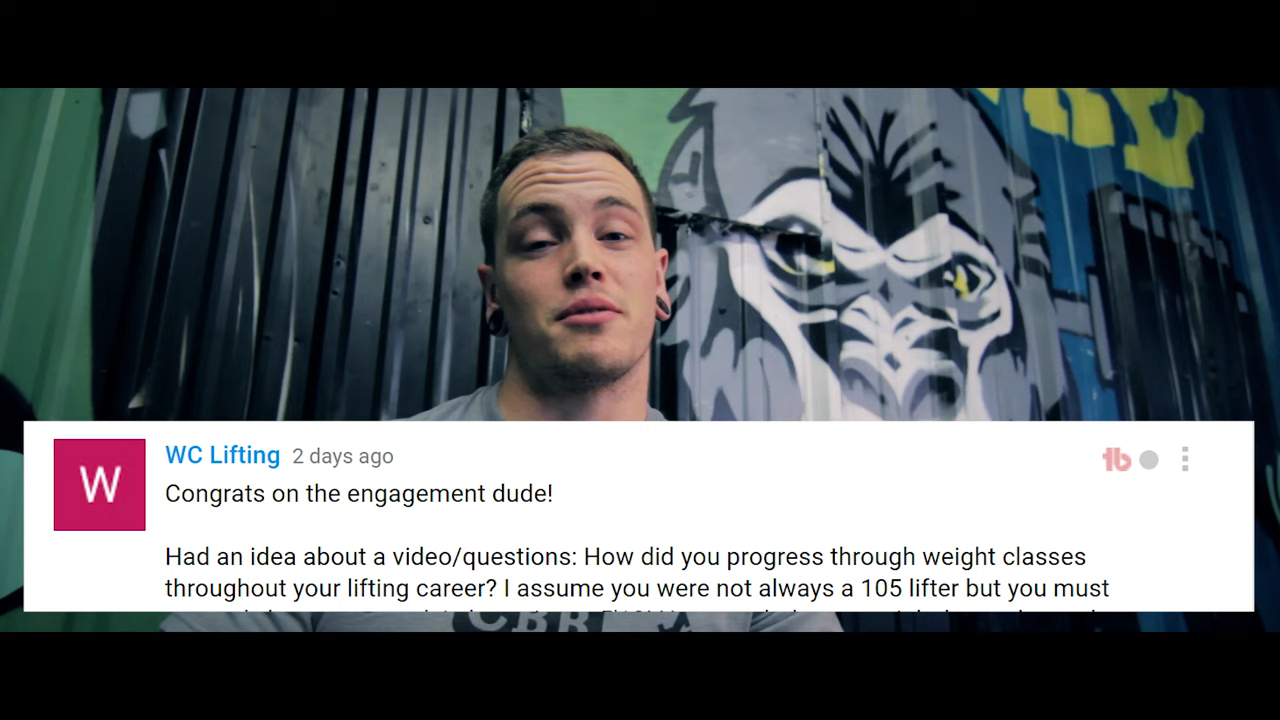 W
WC Lifting 2 days ago
Congrats on the engagement dude!
Had an idea about a video/questions: How did you progress through weight classes
throughout your lifting career? I assume you were not always a 105 lifter but you must